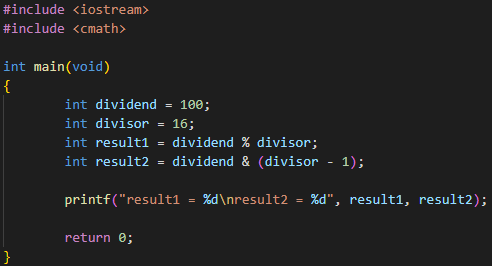 #include <iostream>
#include <cmath>
int main(void)
{
int dividend = 100;
int divisor = 16;
int result1 = dividend % divisor;
int result2 = dividend & (divisor - 1);
printf("result1 = %d\nresult2 = %d", result1, result2);
return 0;
}